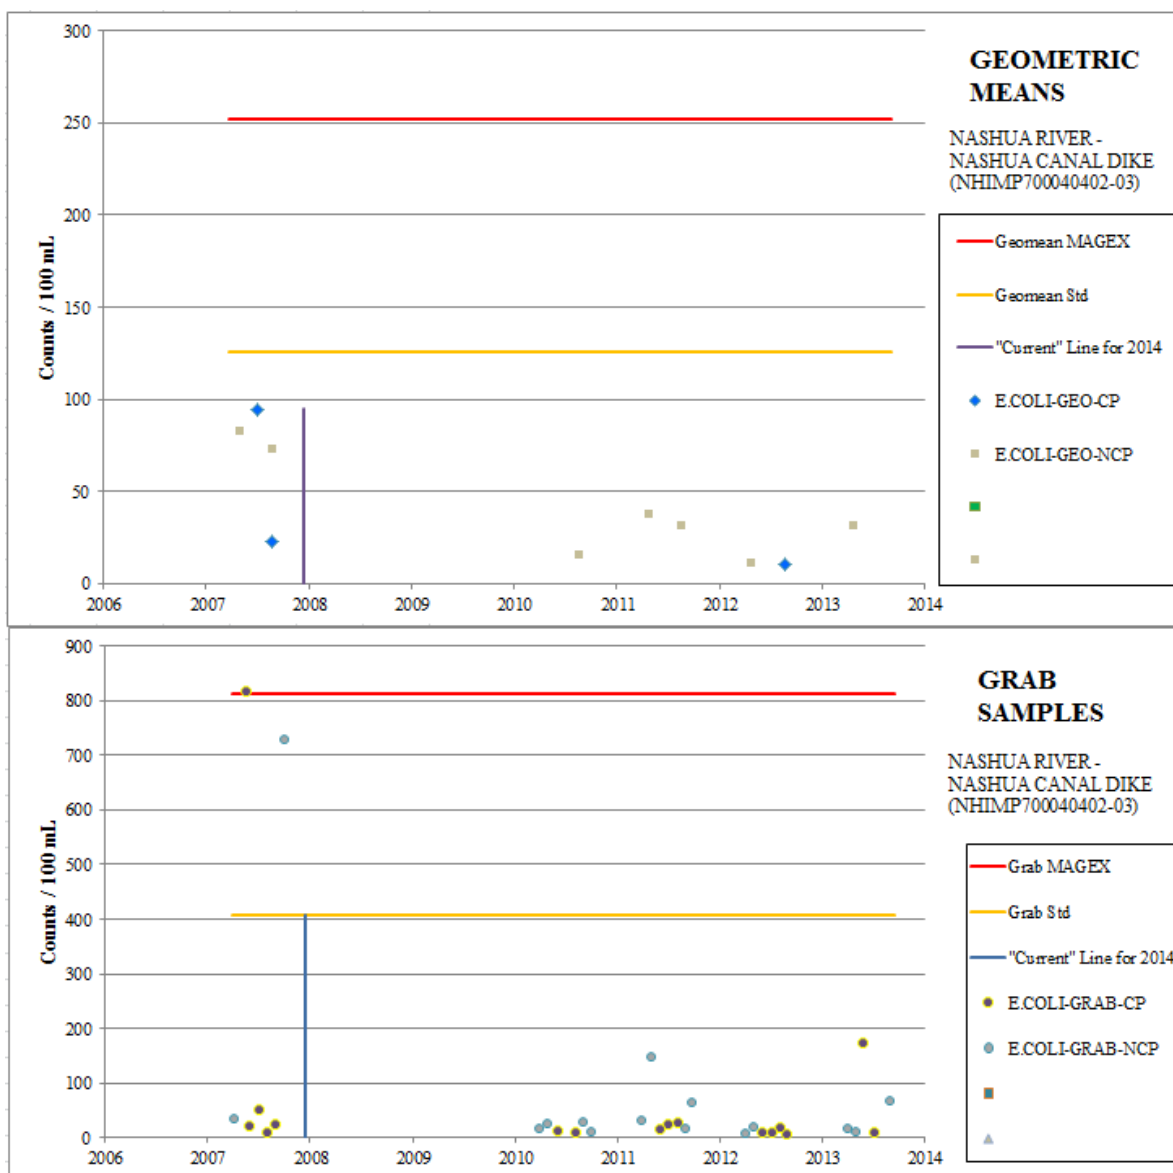 300
250
200
150
100
50
0
Counts / 100 mL
2006 2007 2008 2009 2010 2011 2012 2013 2014
GEOMETRIC
MEANS
NASHUA RIVER -
NASHUA CANAL DIKE
(NHIMP700040402-03)
Geomean MAGEX
Geomean Std
"Current" Line for 2014
E.COLI-GEO-CP
E.COLI-GEO-NCP
900
800
700
600
500
400
300
200
100
0
Counts / 100 mL
2006 2007 2008 2009 2010 2011 2012 2013 2014
GRAB
SAMPLES
NASHUA RIVER -
NASHUA CANAL DIKE
(NHIMP700040402-03)
Grab MAGEX
Grab Std
"Current" Line for 2014
E.COLI-GRAB-CP
E.COLI-GRAB-NCP